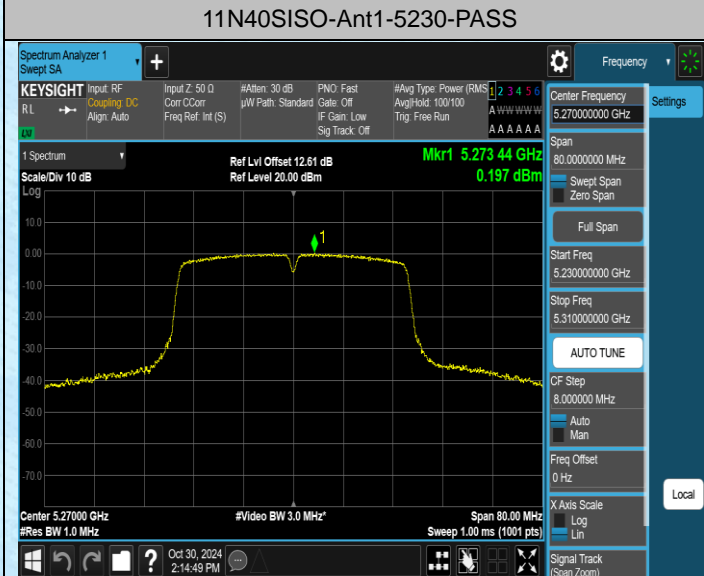 11N40SISO-Ant1-5230-PASS
Spectrum Analyzer 1
Swept SA
Frequency
KEYSIGHT
RL
LXI
Input: RF
Coupling: DC
Align: Auto
Input Z: 50 Ω
Corr CCorr
Freq Ref: Int (S)
#Atten: 30 dB
µW Path: Standard
PNO: Fast
Gate: Off
IF Gain: Low
Sig Track: Off
#Avg Type: Power (RMS
Avg|Hold: 100/100
Trig: Free Run
1 2 3 4 5 6
A W W W W W
A A A A A A
Center Frequency
5.270000000 GHz
Settings
Span
80.0000000 MHz
Swept Span
Zero Span
Full Span
Start Freq
5.230000000 GHz
Stop Freq
5.310000000 GHz
AUTO TUNE
CF Step
8.000000 MHz
Auto
Man
Freq Offset
0 Hz
X Axis Scale
Log
Lin
Local
Signal Track
(Span Zoom)
1 Spectrum
Scale/Div 10 dB
Ref Lvl Offset 12.61 dB
Ref Level 20.00 dBm
Mkr1 5.273 44 GHz
0.197 dBm
Log
1
10.0
0.00
-10.0
-20.0
-30.0
-40.0
-50.0
-60.0
-70.0
Center 5.27000 GHz
#Res BW 1.0 MHz
#Video BW 3.0 MHz*
Span 80.00 MHz
Sweep 1.00 ms (1001 pts)
?
Oct 30, 2024
2:14:49 PM